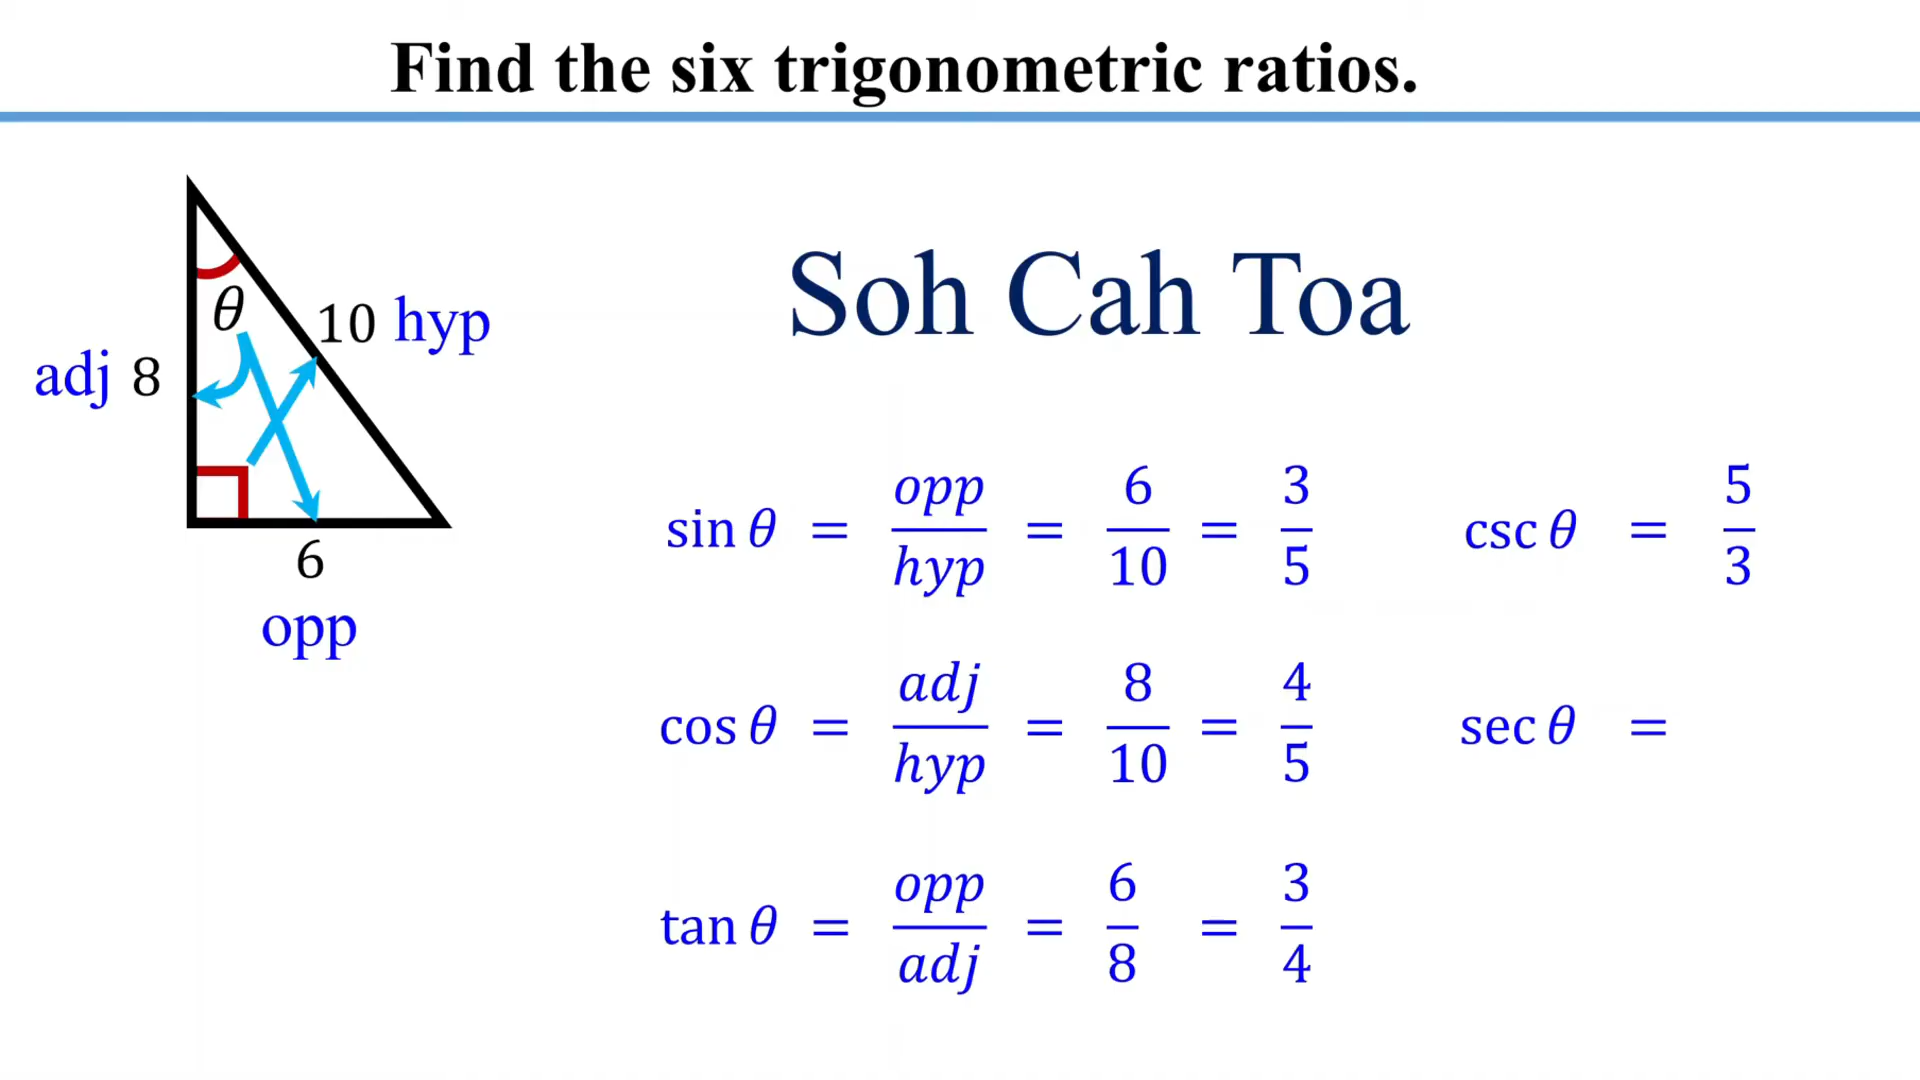 Find the six trigonometric ratios.
Soh Cah Toa
θ
10 hyp
adj 8
6
opp
sin θ = opp/hyp = 6/10 = 3/5
csc θ = 5/3
cos θ = adj/hyp = 8/10 = 4/5
sec θ =
tan θ = opp/adj = 6/8 = 3/4